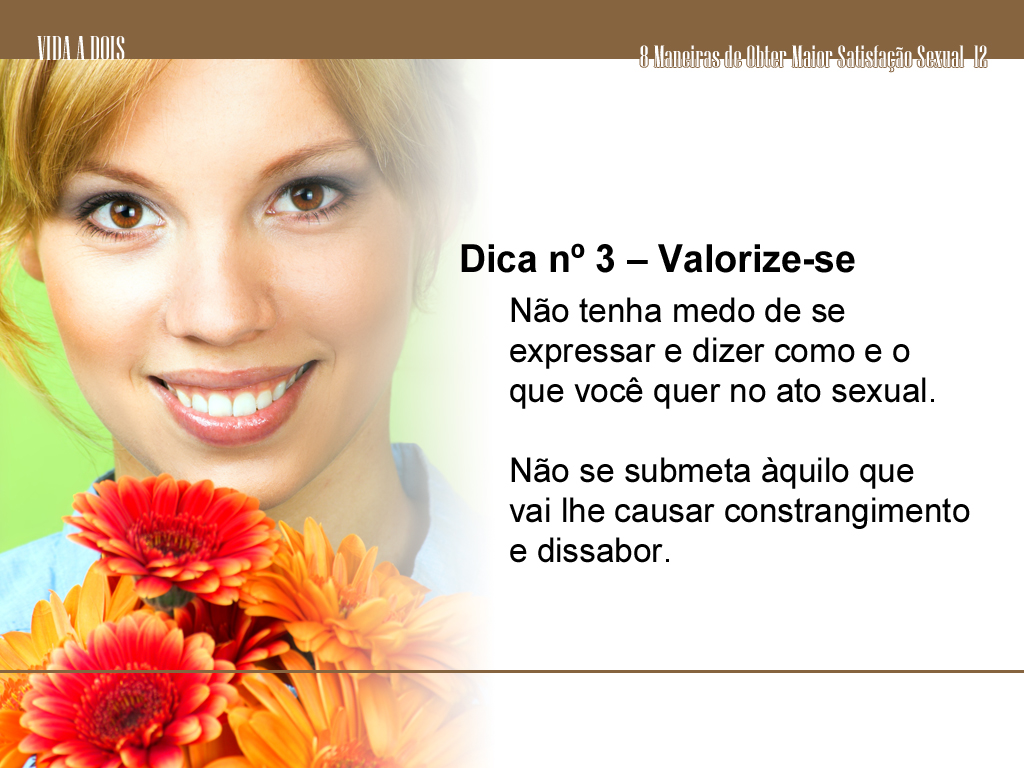 VIDA A DOIS
8 Maneiras de Obter Maior Satisfação Sexual 12
Dica nº 3 – Valorize-se
Não tenha medo de se
expressar e dizer como e o
que você quer no ato sexual.
Não se submeta àquilo que
vai lhe causar constrangimento
e dissabor.